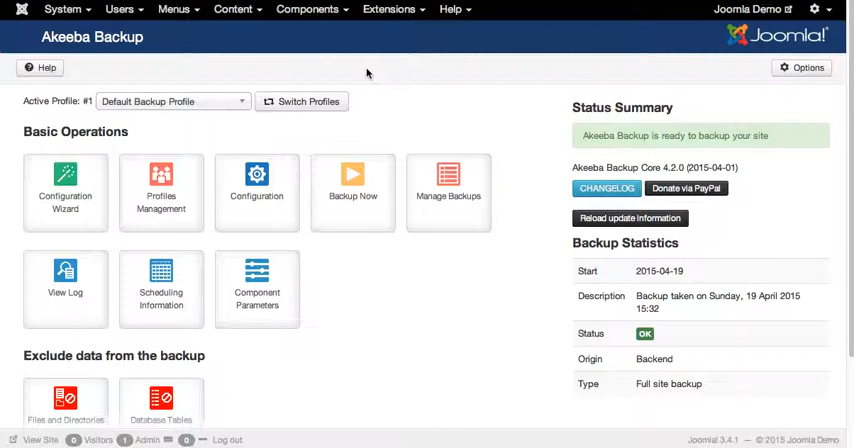 System Users Menus Content Components Extensions Help Joomla Demo
Akeeba Backup Joomla!
Help Options
Active Profile: #1 Default Backup Profile Switch Profiles
Basic Operations
Configuration Wizard
Profiles Management
Configuration
Backup Now
Manage Backups
View Log
Scheduling Information
Component Parameters
Exclude data from the backup
Files and Directories
Database Tables
Status Summary
Akeeba Backup is ready to backup your site
Akeeba Backup Core 4.2.0 (2015-04-01)
CHANGELOG Donate via PayPal
Reload update information
Backup Statistics
Start 2015-04-19
Description Backup taken on Sunday, 19 April 2015
15:32
Status OK
Origin Backend
Type Full site backup
View Site 0 Visitors 1 Admin 0 Log out Joomla 3.4.1 — © 2015 Joomla Demo